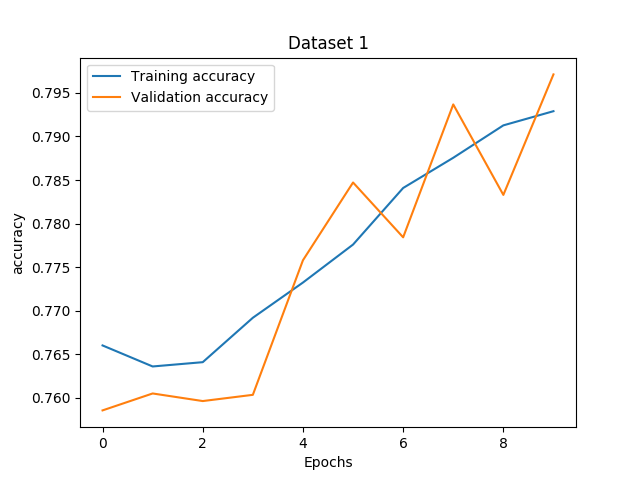 Dataset 1
Training accuracy
Validation accuracy
0.795
0.790
0.785
0.780
0.775
0.770
0.765
0.760
accuracy
0 2 4 6 8
Epochs